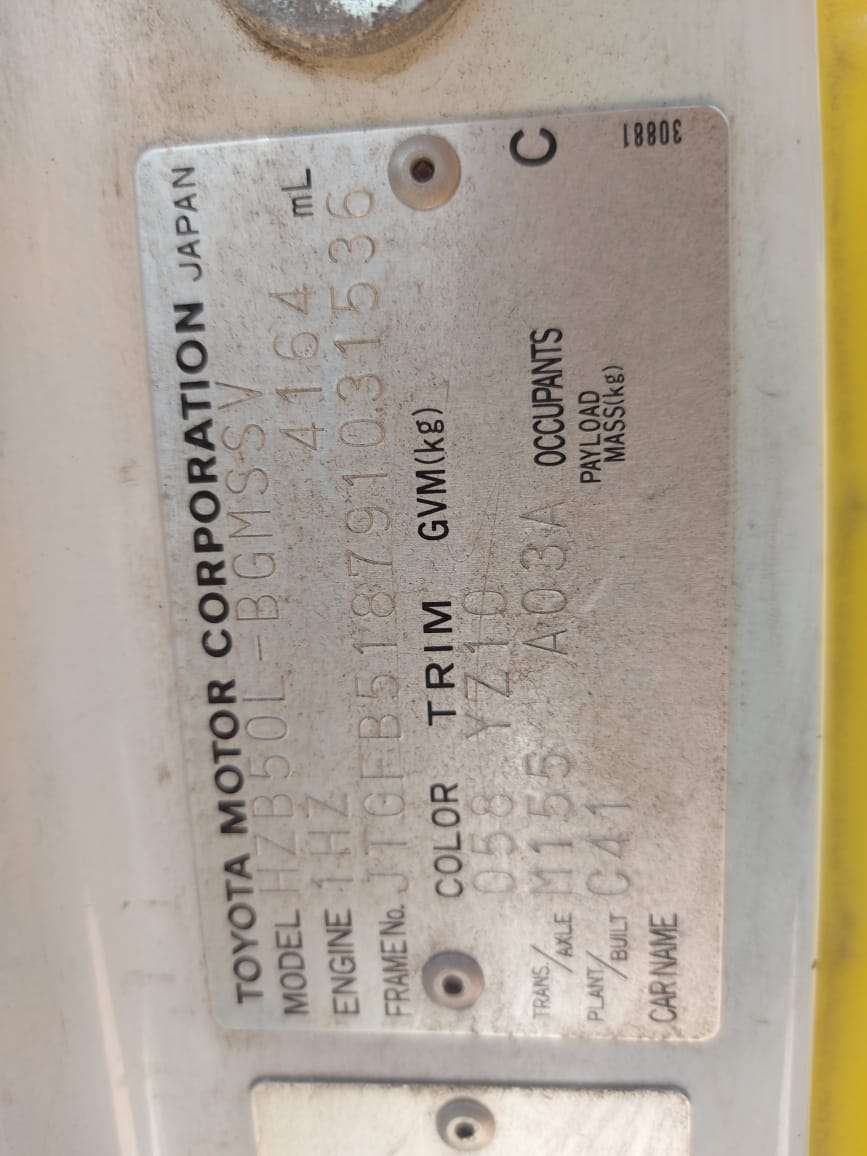 TOYOTA MOTOR CORPORATION JAPAN
MODEL HZB50L-BGMSSV
ENGINE 1HZ 4164 mL
FRAME No. JTGFB518791031536
COLOR TRIM GVM(kg)
058 YZ10
TRANS/AXLE M155 A03A OCCUPANTS C
PLANT/BUILT C41 PAYLOAD MASS(kg)
CAR NAME 30881